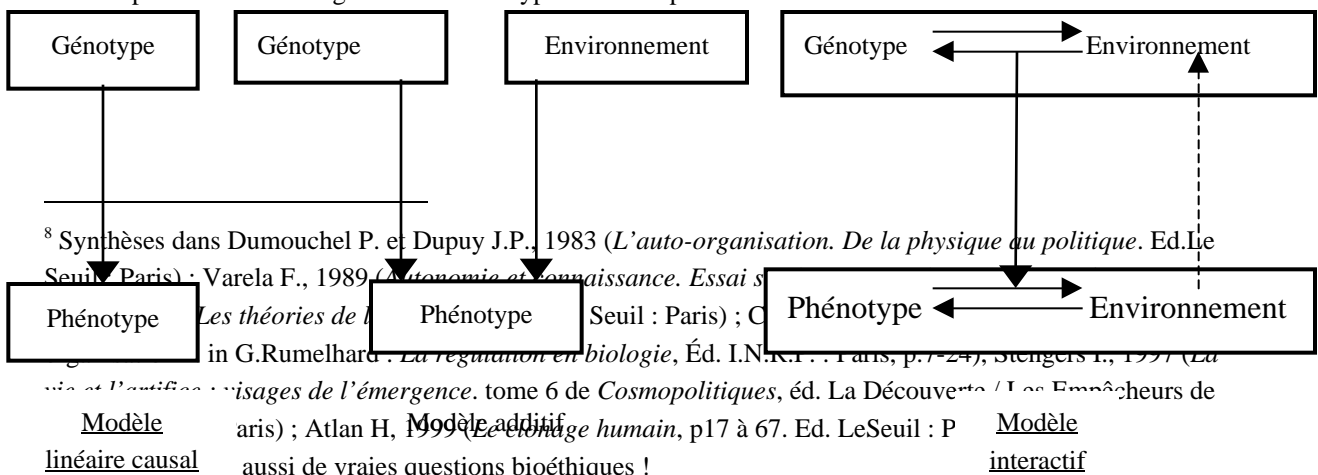 Génotype
Génotype
Environnement
Génotype Environnement
⁸ Synthèses dans Dumouchel P. et Dupuy J.P., 1983 (L'auto-organisation. De la physique au politique. Ed.Le
Seuil : Paris) ; Varela F., 1989 (Autonomie et connaissance. Essai s
Phénotype
Les théories de l
Phénotype
Seuil : Paris) ; C
Phénotype Environnement
in G.Rumelhard : La régulation en biologie, Éd. I.N.R.P. : Paris, p.7-24), Stengers I., 1997 (La
vie et l'artifice : visages de l'émergence. tome 6 de Cosmopolitiques, éd. La Découverte / Les Empêcheurs de
aris) ; Atlan H, 1999 (Le clonage humain, p17 à 67. Ed. LeSeuil : P
aussi de vraies questions bioéthiques !
Modèle
linéaire causal
Modèle additif
Modèle
interactif